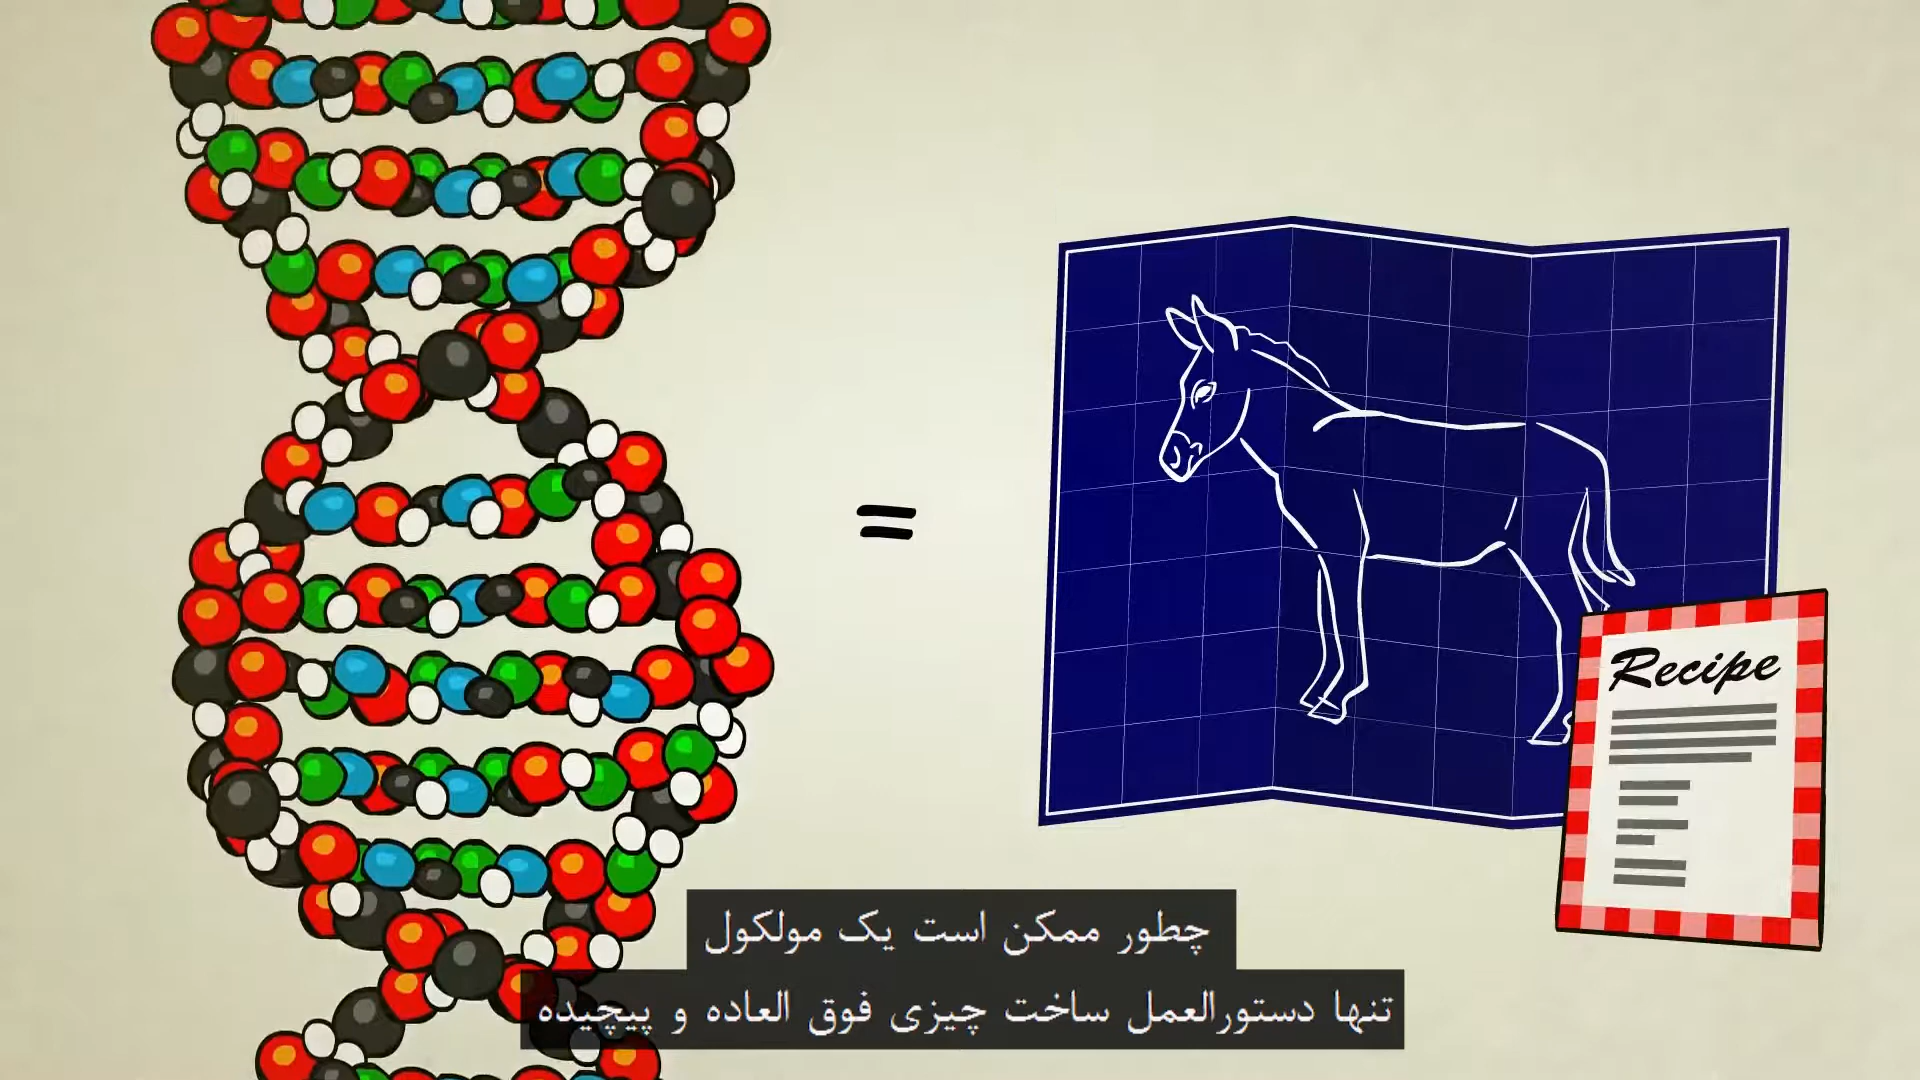 =
Recipe
چطور ممکن است یک مولکول
تنها دستورالعمل ساخت چیزی فوق العاده و پیچیده